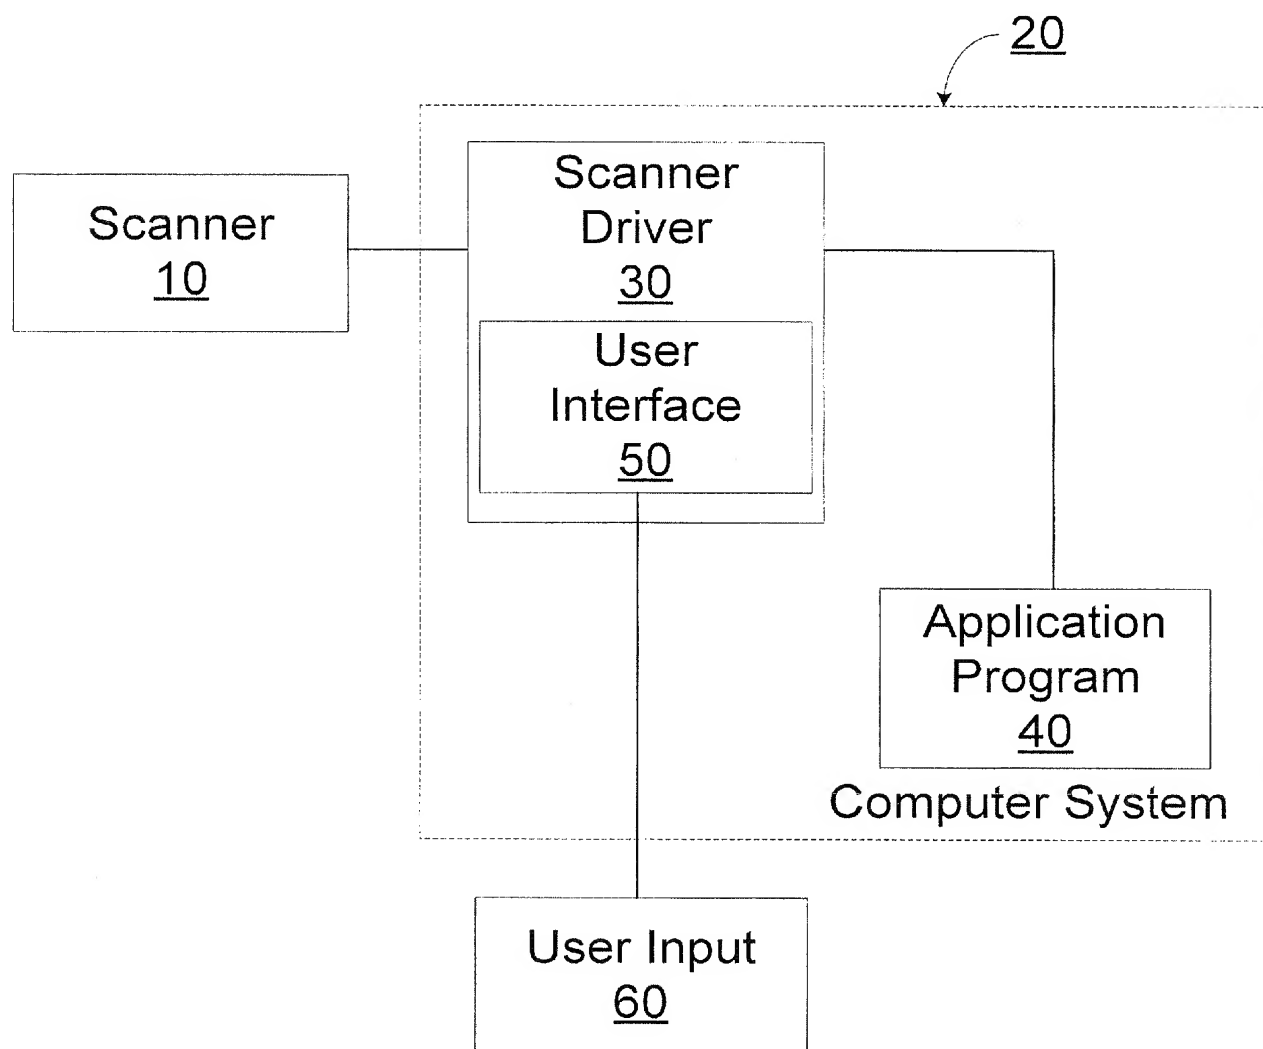 20
Scanner
10
Scanner
Driver
30
User
Interface
50
Application
Program
40
Computer System
User Input
60